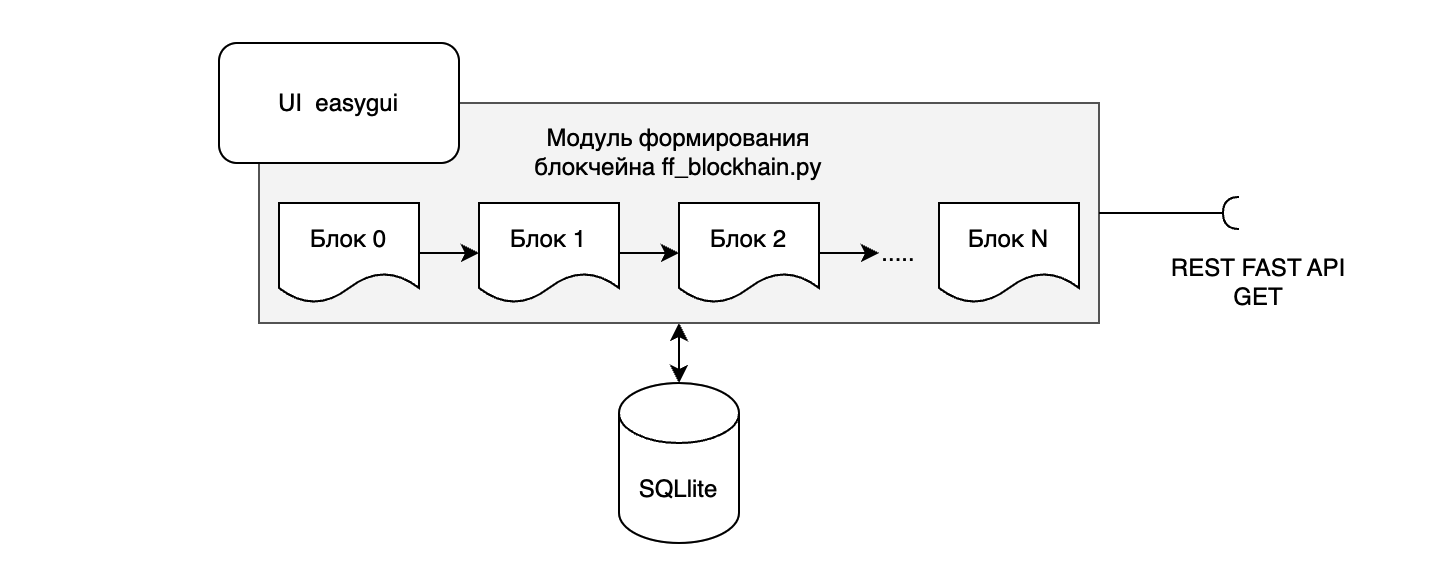 UI easygui
Модуль формирования
блокчейна ff_blockhain.py
Блок 0
Блок 1
Блок 2
.....
Блок N
REST FAST API
GET
SQLlite